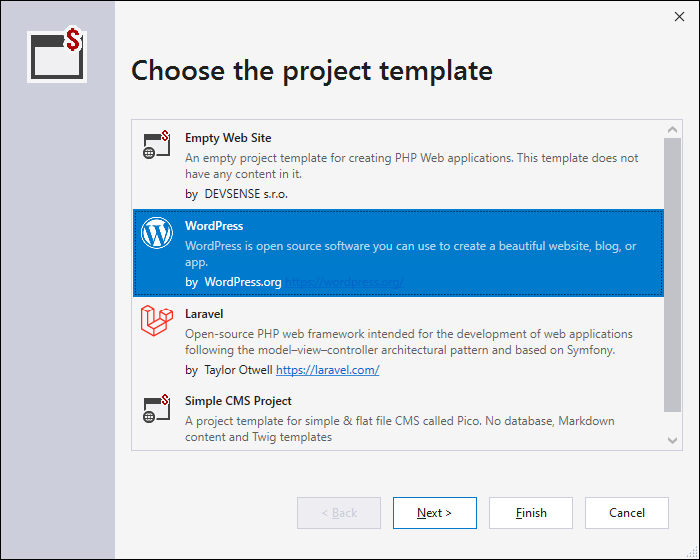 Choose the project template
Empty Web Site
An empty project template for creating PHP Web applications. This template does not
have any content in it.
by DEVSENSE s.r.o.
WordPress
WordPress is open source software you can use to create a beautiful website, blog, or
app.
by WordPress.org https://wordpress.org/
Laravel
Open-source PHP web framework intended for the development of web applications
following the model–view–controller architectural pattern and based on Symfony.
by Taylor Otwell https://laravel.com/
Simple CMS Project
A project template for simple & flat file CMS called Pico. No database, Markdown
content and Twig templates
< Back
Next >
Finish
Cancel